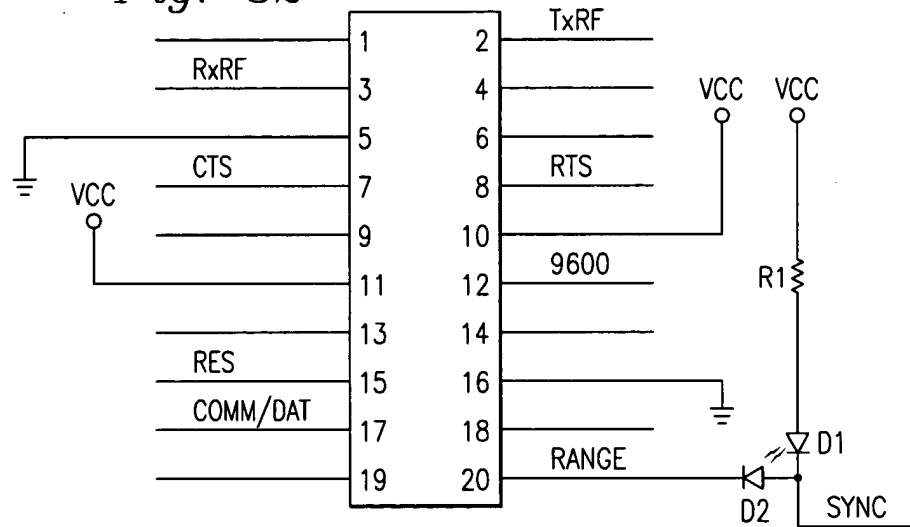 1 2 TxRF
RxRF 3 4 VCC VCC
5 6
CTS 7 8 RTS
VCC
9 10
11 12 9600 R1
13 14
RES 15 16
COMM/DAT 17 18 D1
19 20 RANGE
D2 SYNC